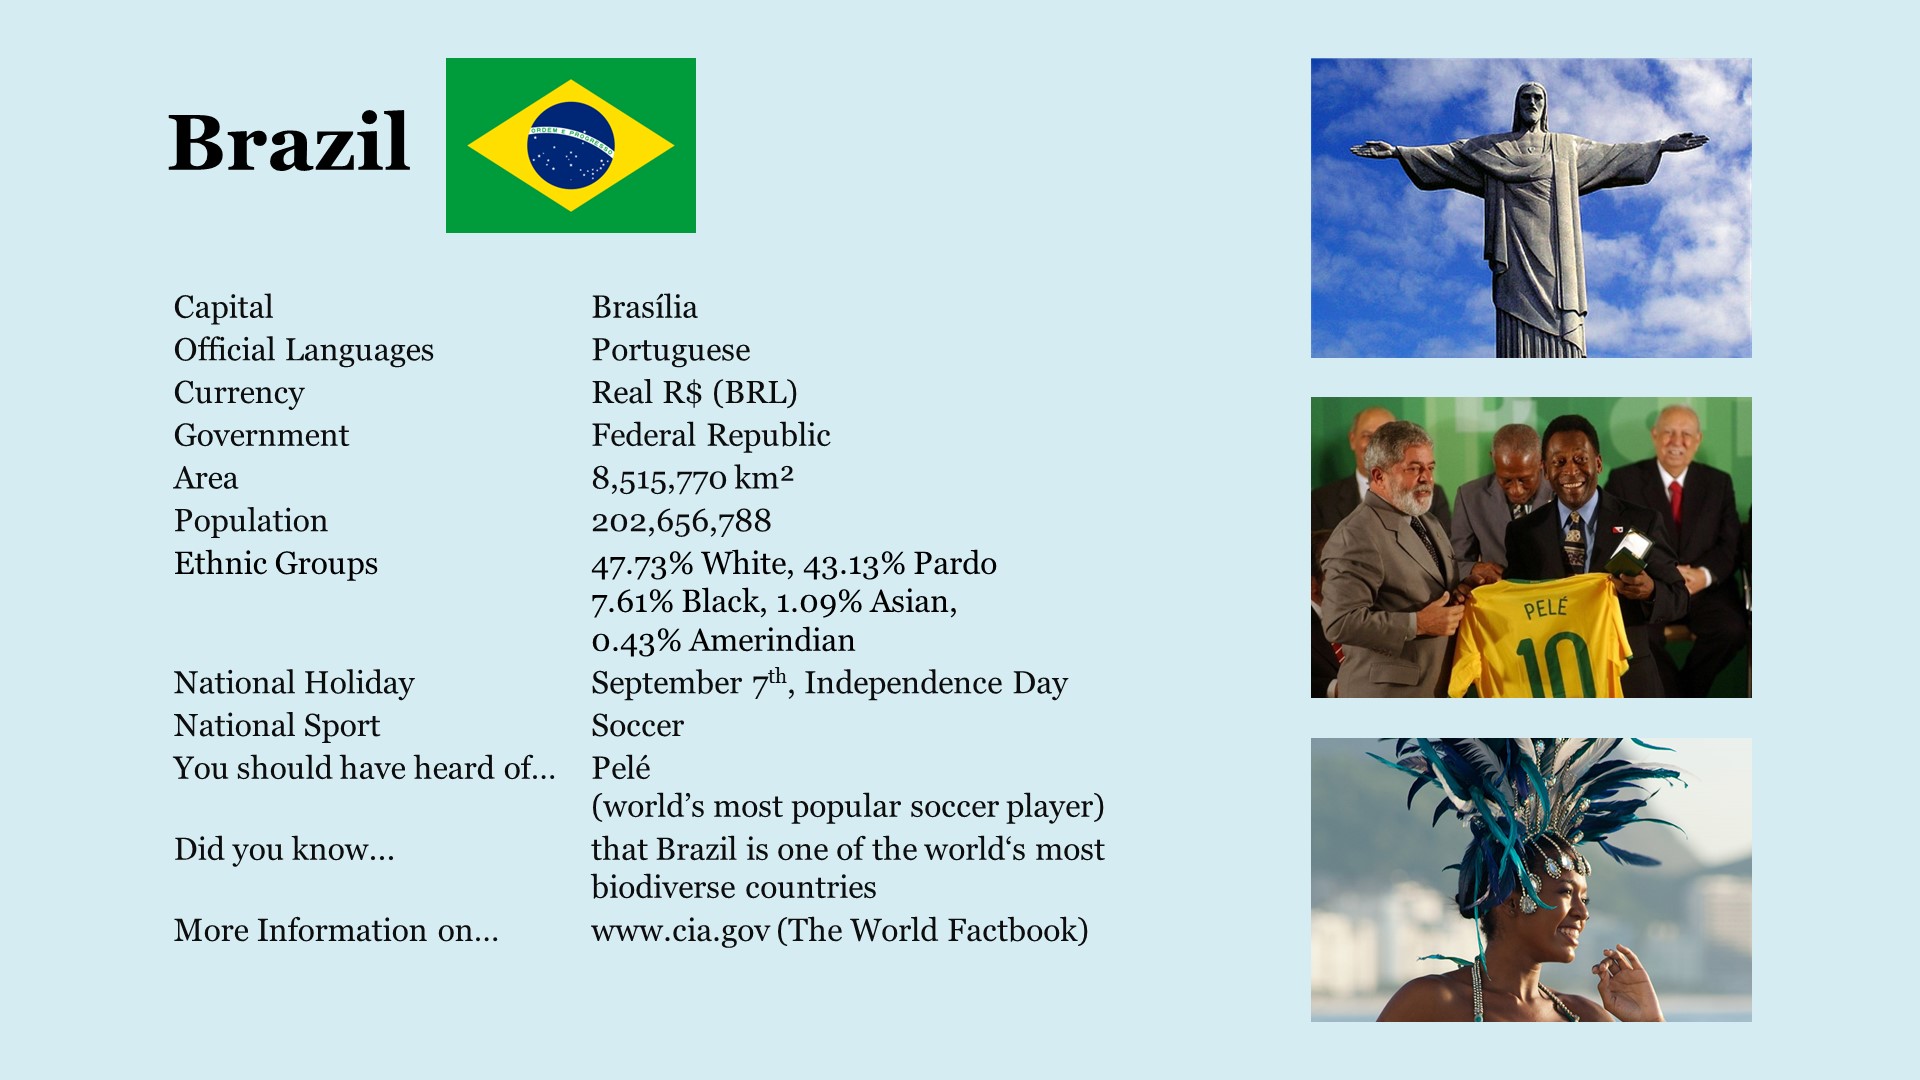 Brazil
ORDEM E PROGRESSO
Capital Brasília
Official Languages Portuguese
Currency Real R$ (BRL)
Government Federal Republic
Area 8,515,770 km²
Population 202,656,788
Ethnic Groups 47.73% White, 43.13% Pardo
7.61% Black, 1.09% Asian,
0.43% Amerindian
National Holiday September 7th, Independence Day
National Sport Soccer
You should have heard of… Pelé
(world’s most popular soccer player)
Did you know… that Brazil is one of the world‘s most
biodiverse countries
More Information on… www.cia.gov (The World Factbook)
PELÉ
10